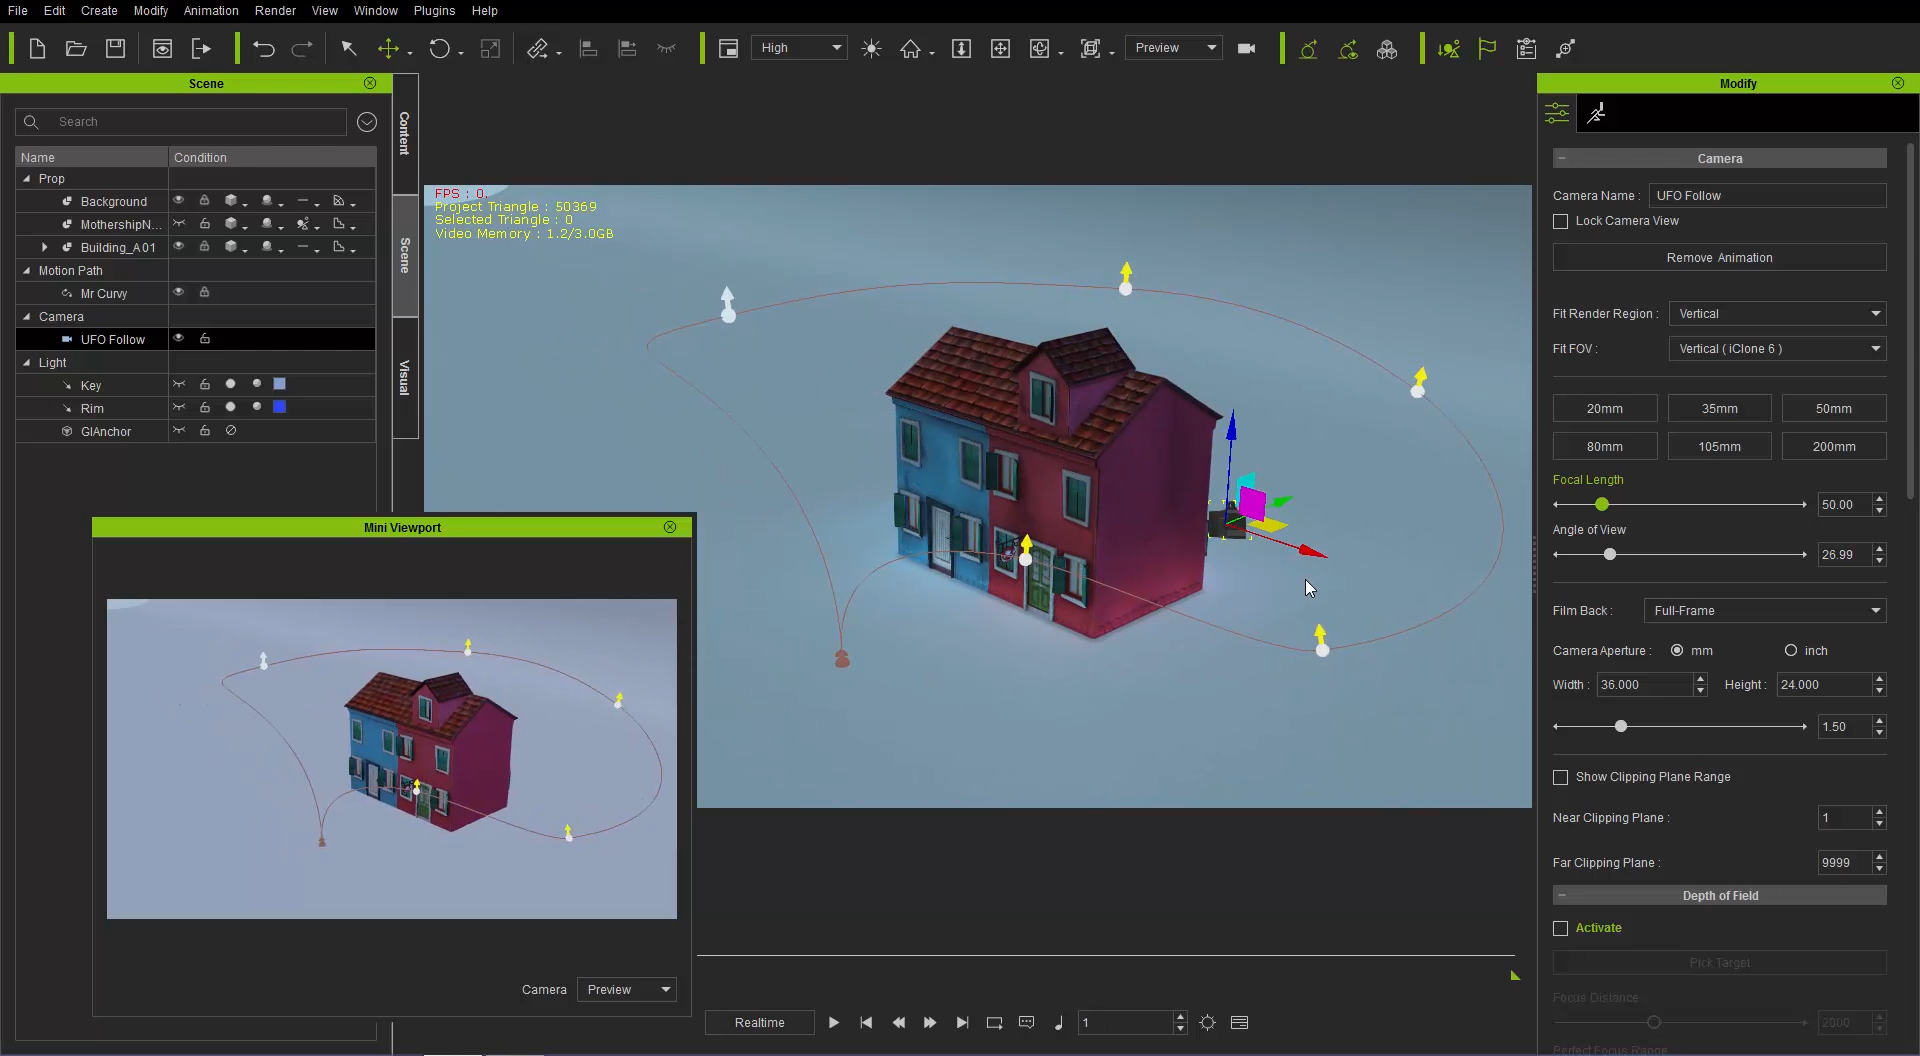 File Edit Create Modify Animation Render View Window Plugins Help
High
Preview
Scene
Modify
Search
Content
Scene
Visual
Name Condition
Prop
Background
MothershipN...
Building_A01
Motion Path
Mr Curvy
Camera
UFO Follow
Light
Key
Rim
GIAnchor
FPS : 0.
Project Triangle : 50369
Selected Triangle : 0
Video Memory : 1.2/3.0GB
Mini Viewport
Camera Preview
Realtime
1
Camera
Camera Name : UFO Follow
Lock Camera View
Remove Animation
Fit Render Region : Vertical
Fit FOV : Vertical ( iClone 6 )
20mm 35mm 50mm
80mm 105mm 200mm
Focal Length
50.00
Angle of View
26.99
Film Back : Full-Frame
Camera Aperture : mm inch
Width : 36.000 Height : 24.000
1.50
Show Clipping Plane Range
Near Clipping Plane : 1
Far Clipping Plane : 9999
Depth of Field
Activate
Pick Target
Focus Distance
2000
Perfect Focus Range